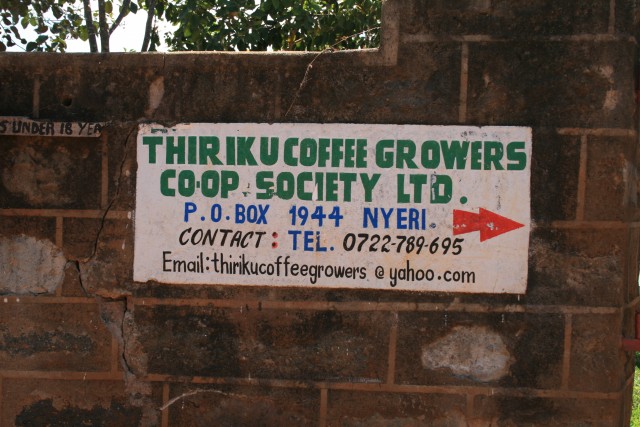 S UNDER 18 YEA
THIRIKU COFFEE GROWERS
CO-OP SOCIETY LTD.
P.O. BOX 1944 NYERI.
CONTACT: TEL. 0722-789-695
Email:thirikucoffeegrowers @ yahoo.com